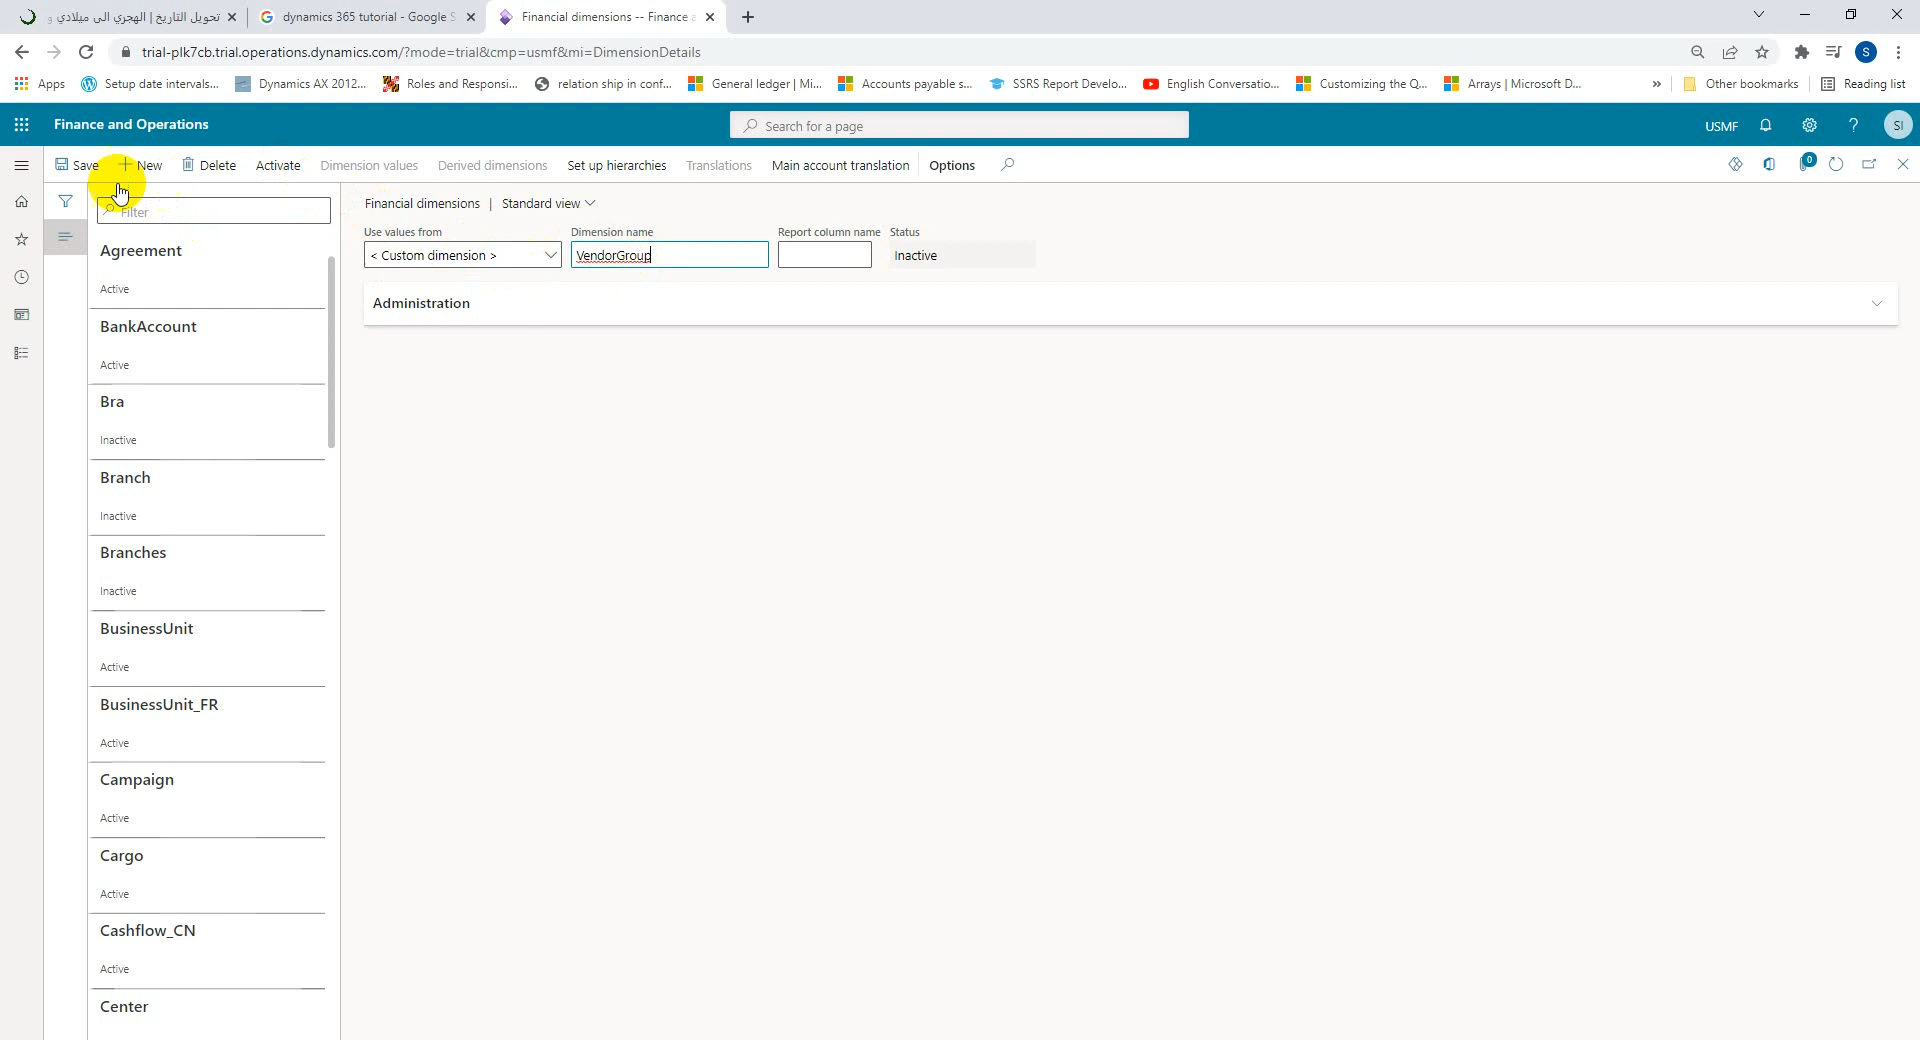 تحويل التاريخ | الهجري الى ميلادي و
dynamics 365 tutorial - Google S
Financial dimensions -- Finance a
trial-plk7cb.trial.operations.dynamics.com/?mode=trial&cmp=usmf&mi=DimensionDetails
S
Apps
Setup date intervals...
Dynamics AX 2012...
Roles and Responsi...
relation ship in conf...
General ledger | Mi...
Accounts payable s...
SSRS Report Develo...
English Conversatio...
Customizing the Q...
Arrays | Microsoft D...
»
Other bookmarks
Reading list
Finance and Operations
Search for a page
USMF
?
SI
Save
New
Delete
Activate
Dimension values
Derived dimensions
Set up hierarchies
Translations
Main account translation
Options
0
Filter
Agreement
Active
BankAccount
Active
Bra
Inactive
Branch
Inactive
Branches
Inactive
BusinessUnit
Active
BusinessUnit_FR
Active
Campaign
Active
Cargo
Active
Cashflow_CN
Active
Center
Financial dimensions | Standard view
Use values from
Dimension name
Report column name
Status
< Custom dimension >
VendorGroup
Inactive
Administration